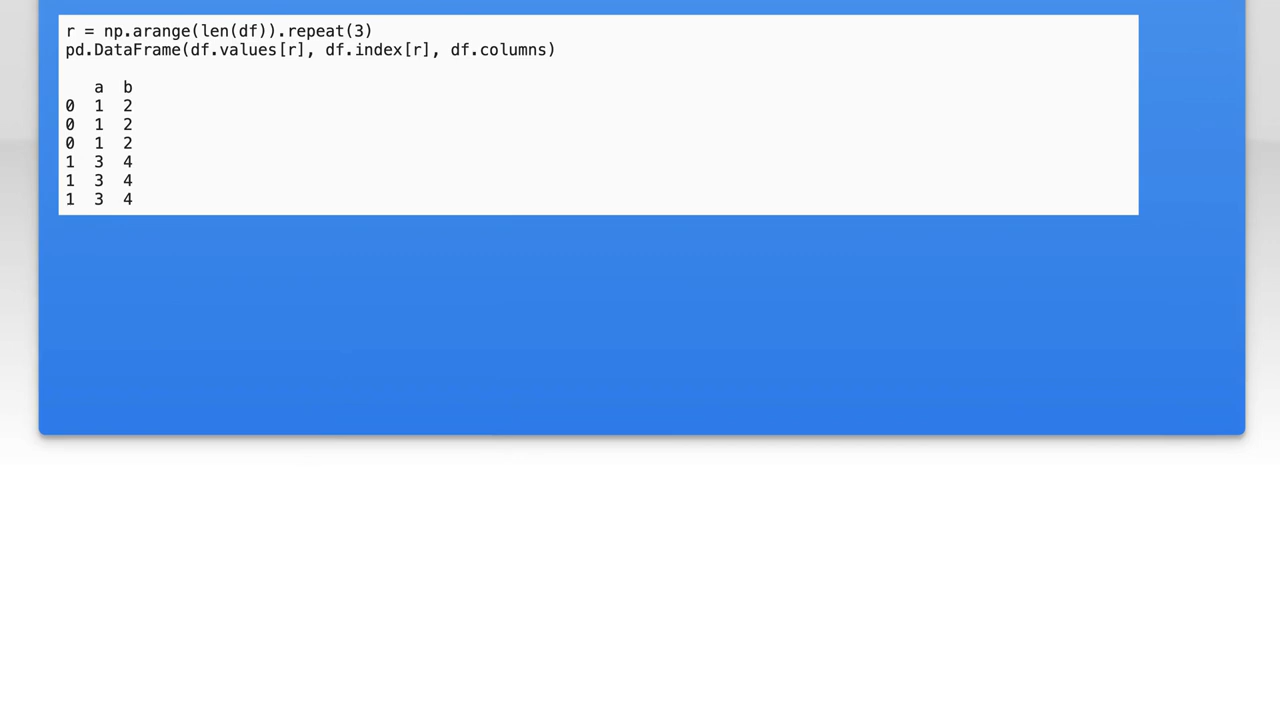 r = np.arange(len(df)).repeat(3)
pd.DataFrame(df.values[r], df.index[r], df.columns)
   a  b
0  1  2
0  1  2
0  1  2
1  3  4
1  3  4
1  3  4